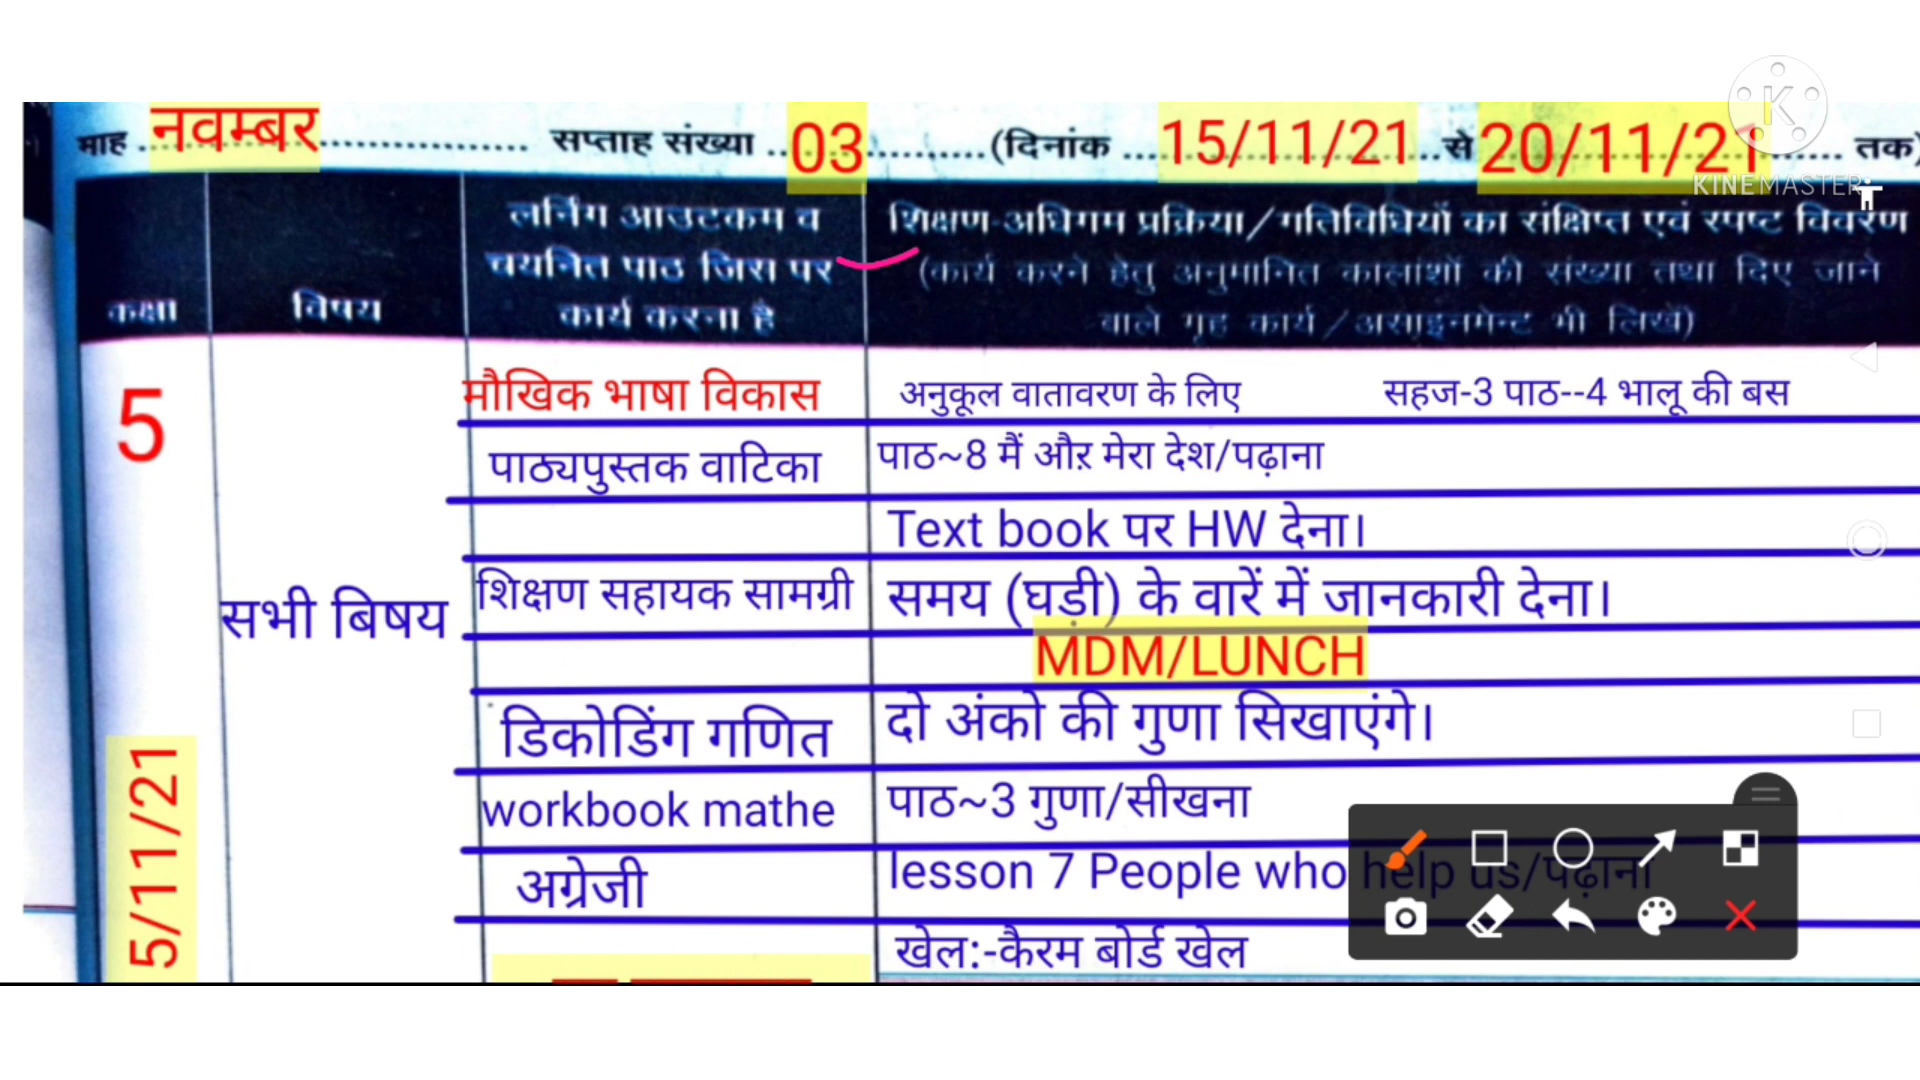 माह नवम्बर सप्ताह संख्या 03 (दिनांक 15/11/21 से 20/11/21 तक)
KINEMASTER
कक्षा
विषय
लर्निंग आउटकम व
चयनित पाठ जिस पर
कार्य करना है
शिक्षण-अधिगम प्रक्रिया/गतिविधियों का संक्षिप्त एवं स्पष्ट विवरण
(कार्य करने हेतु अनुमानित कालांशों की संख्या तथा दिए जाने
वाले गृह कार्य/असाइनमेन्ट भी लिखें)
5
सभी बिषय
5/11/21
मौखिक भाषा विकास अनुकूल वातावरण के लिए सहज-3 पाठ--4 भालू की बस
पाठ्यपुस्तक वाटिका पाठ~8 मैं औऱ मेरा देश/पढ़ाना
Text book पर HW देना।
शिक्षण सहायक सामग्री समय (घड़ी) के वारें में जानकारी देना।
MDM/LUNCH
डिकोडिंग गणित दो अंको की गुणा सिखाएंगे।
workbook mathe पाठ~3 गुणा/सीखना
अग्रेजी lesson 7 People who help us/पढ़ाना
खेल:-कैरम बोर्ड खेल